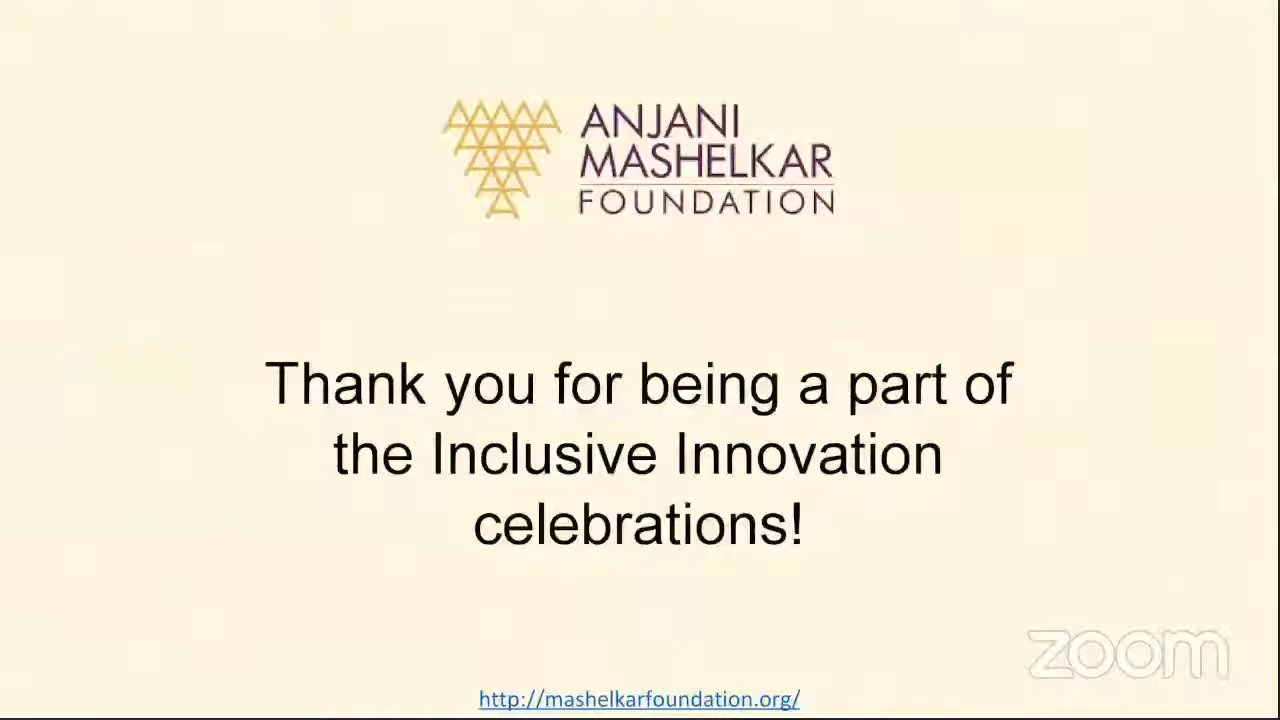 ANJANI
MASHELKAR
FOUNDATION
Thank you for being a part of
the Inclusive Innovation
celebrations!
zoom
http://mashelkarfoundation.org/